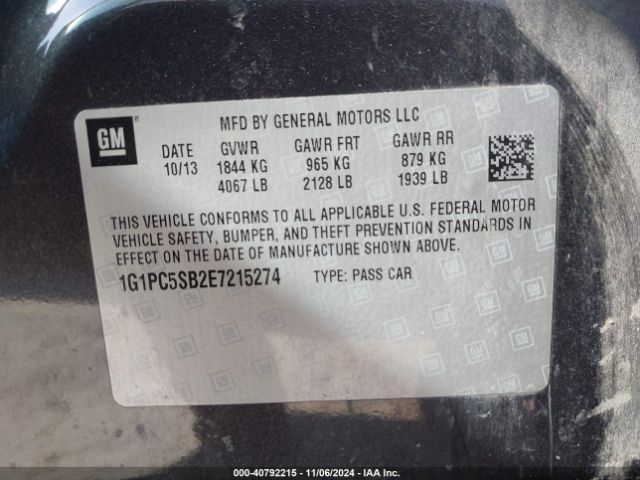 MFD BY GENERAL MOTORS LLC
GM
DATE GVWR GAWR FRT GAWR RR
10/13 1844 KG 965 KG 879 KG
4067 LB 2128 LB 1939 LB
THIS VEHICLE CONFORMS TO ALL APPLICABLE U.S. FEDERAL MOTOR
VEHICLE SAFETY, BUMPER, AND THEFT PREVENTION STANDARDS IN
EFFECT ON THE DATE OF MANUFACTURE SHOWN ABOVE.
1G1PC5SB2E7215274 TYPE: PASS CAR
000-40792215 - 11/06/2024 - IAA Inc.